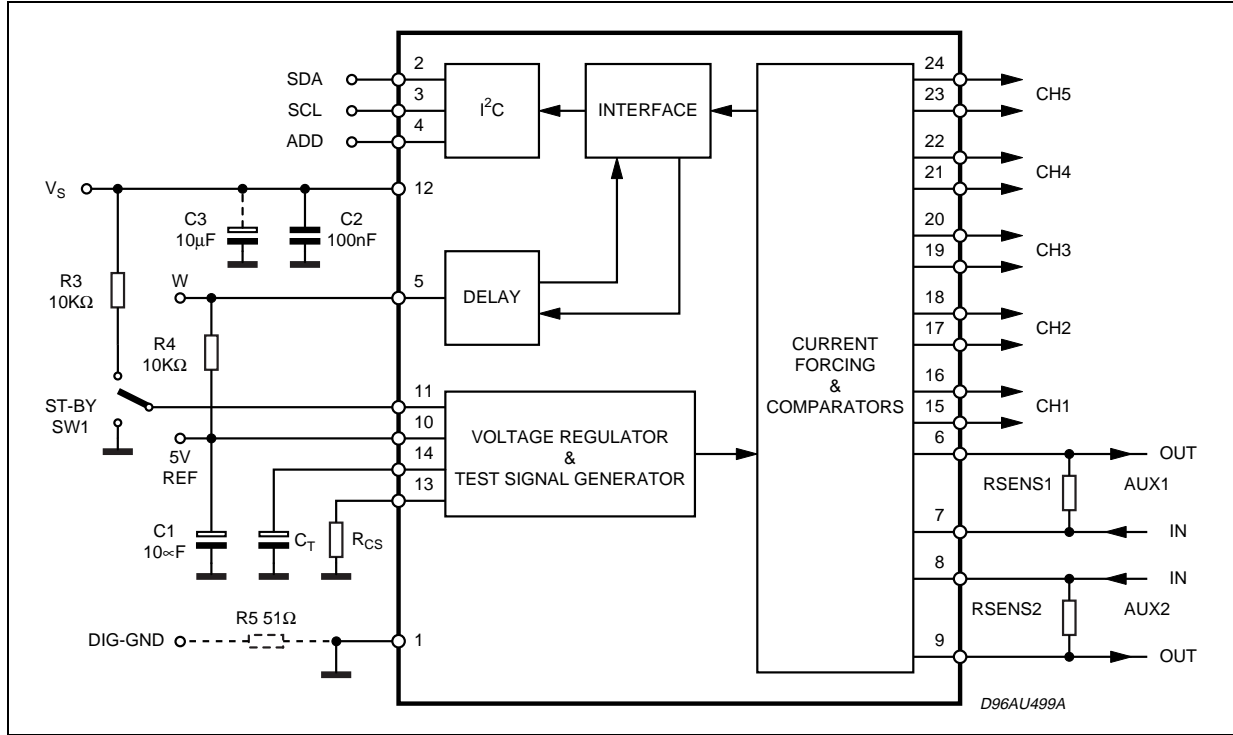 SDA
SCL
ADD
2
3
4
I²C
INTERFACE
V_S
12
C3
10µF
C2
100nF
R3
10KΩ
W
5
DELAY
R4
10KΩ
ST-BY
SW1
11
10
14
13
5V
REF
VOLTAGE REGULATOR
&
TEST SIGNAL GENERATOR
C1
10∝F
C_T
R_CS
DIG-GND
R5 51Ω
1
CURRENT
FORCING
&
COMPARATORS
24
23
CH5
22
21
CH4
20
19
CH3
18
17
CH2
16
15
CH1
6
OUT
RSENS1
AUX1
7
IN
8
IN
RSENS2
AUX2
9
OUT
D96AU499A